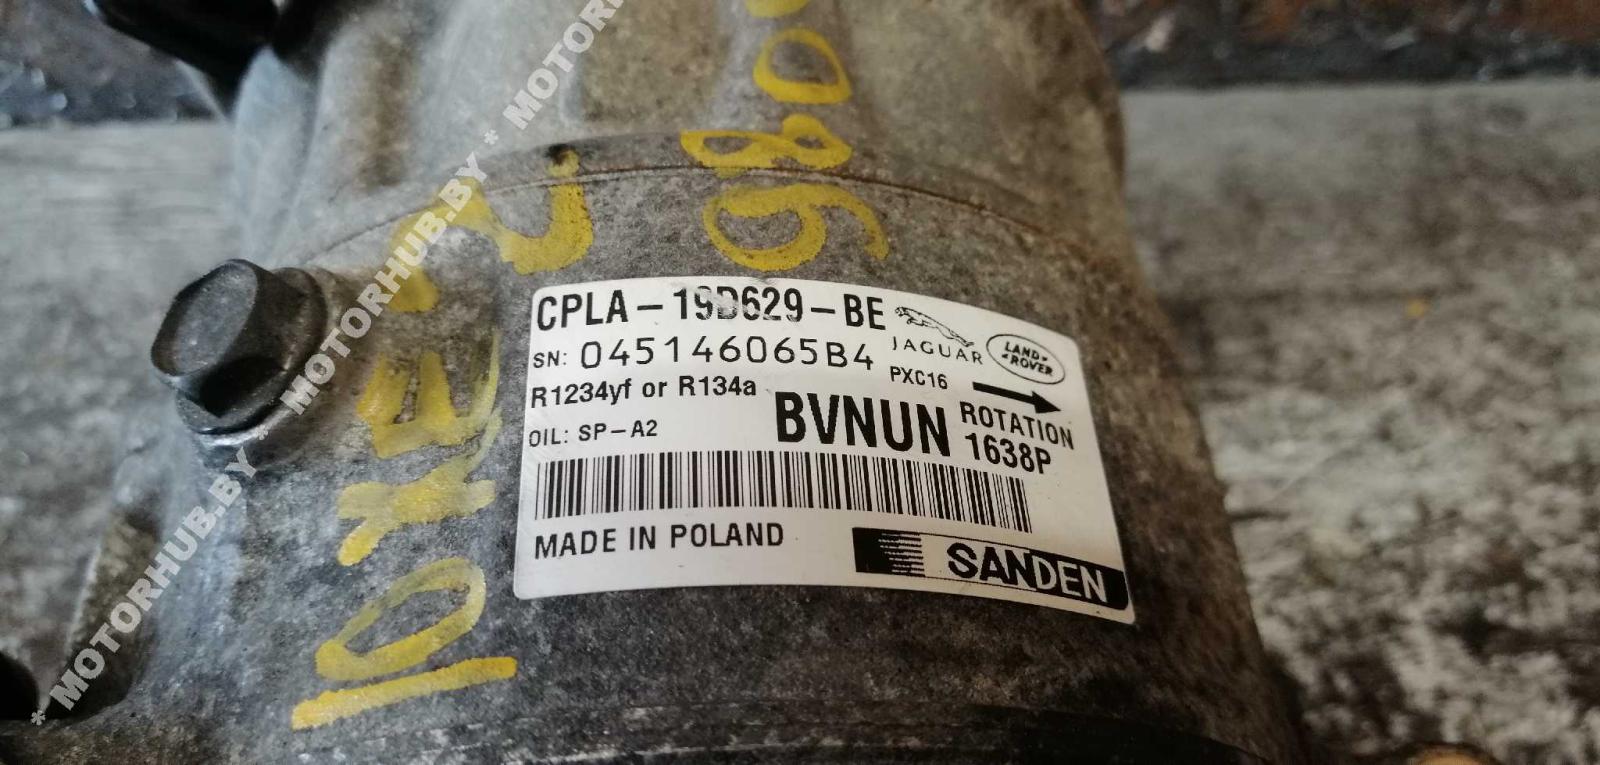 CPLA-19D629-BE
JAGUAR
LAND-
-ROVER
SN: 045146065B4
PXC16
R1234yf or R134a
ROTATION
OIL: SP-A2
BVNUN
1638P
MADE IN POLAND
SANDEN
* MOTORHUB.BY * MOTORHUB.BY * MOTORHUB.BY * MOTORH